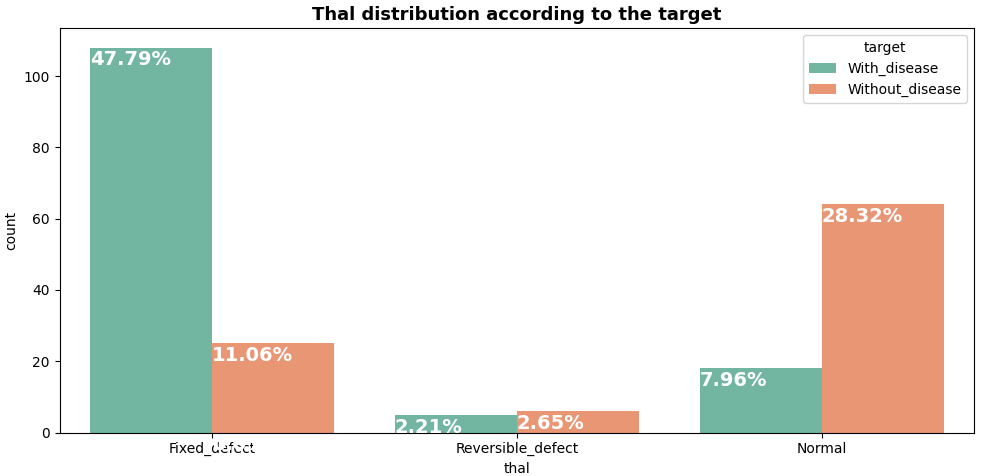 Thal distribution according to the target
target
With_disease
Without_disease
47.79%
11.06%
2.21%
2.65%
7.96%
28.32%
count
100
80
60
40
20
0
Fixed_defect
Reversible_defect
Normal
thal